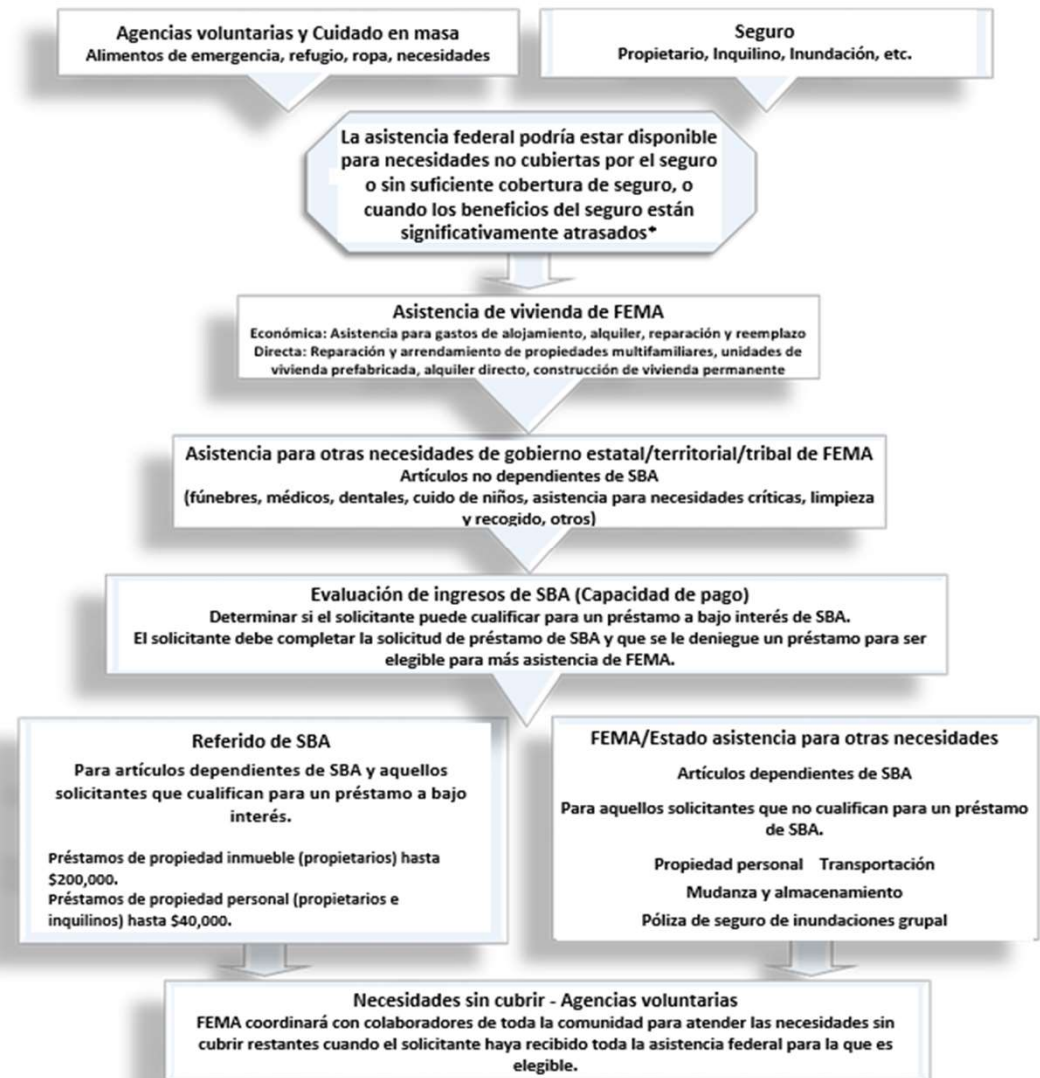 Agencias voluntarias y Cuidado en masa
Alimentos de emergencia, refugio, ropa, necesidades
Seguro
Propietario, Inquilino, Inundación, etc.
La asistencia federal podría estar disponible
para necesidades no cubiertas por el seguro
o sin suficiente cobertura de seguro, o
cuando los beneficios del seguro están
significativamente atrasados*
Asistencia de vivienda de FEMA
Económica: Asistencia para gastos de alojamiento, alquiler, reparación y reemplazo
Directa: Reparación y arrendamiento de propiedades multifamiliares, unidades de
vivienda prefabricada, alquiler directo, construcción de vivienda permanente
Asistencia para otras necesidades de gobierno estatal/territorial/tribal de FEMA
Artículos no dependientes de SBA
(fúnebres, médicos, dentales, cuido de niños, asistencia para necesidades críticas, limpieza
y recogido, otros)
Evaluación de ingresos de SBA (Capacidad de pago)
Determinar si el solicitante puede cualificar para un préstamo a bajo interés de SBA.
El solicitante debe completar la solicitud de préstamo de SBA y que se le deniegue un préstamo para ser
elegible para más asistencia de FEMA.
Referido de SBA
Para artículos dependientes de SBA y aquellos
solicitantes que cualifican para un préstamo a bajo
interés.
Préstamos de propiedad inmueble (propietarios) hasta
$200,000.
Préstamos de propiedad personal (propietarios e
inquilinos) hasta $40,000.
FEMA/Estado asistencia para otras necesidades
Artículos dependientes de SBA
Para aquellos solicitantes que no cualifican para un préstamo
de SBA.
Propiedad personal Transportación
Mudanza y almacenamiento
Póliza de seguro de inundaciones grupal
Necesidades sin cubrir - Agencias voluntarias
FEMA coordinará con colaboradores de toda la comunidad para atender las necesidades sin
cubrir restantes cuando el solicitante haya recibido toda la asistencia federal para la que es
elegible.